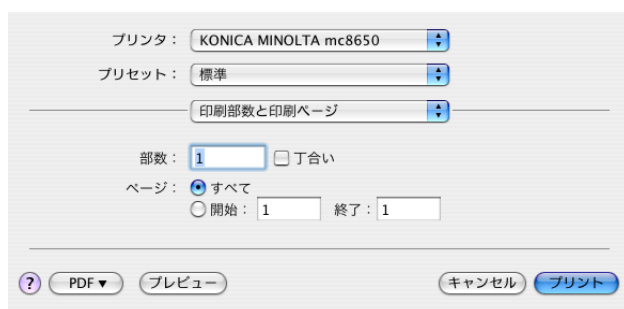 プリンタ： KONICA MINOLTA mc8650
プリセット： 標準
印刷部数と印刷ページ
部数： 1 丁合い
ページ： すべて
開始： 1 終了： 1
? PDF▼ プレビュー キャンセル プリント